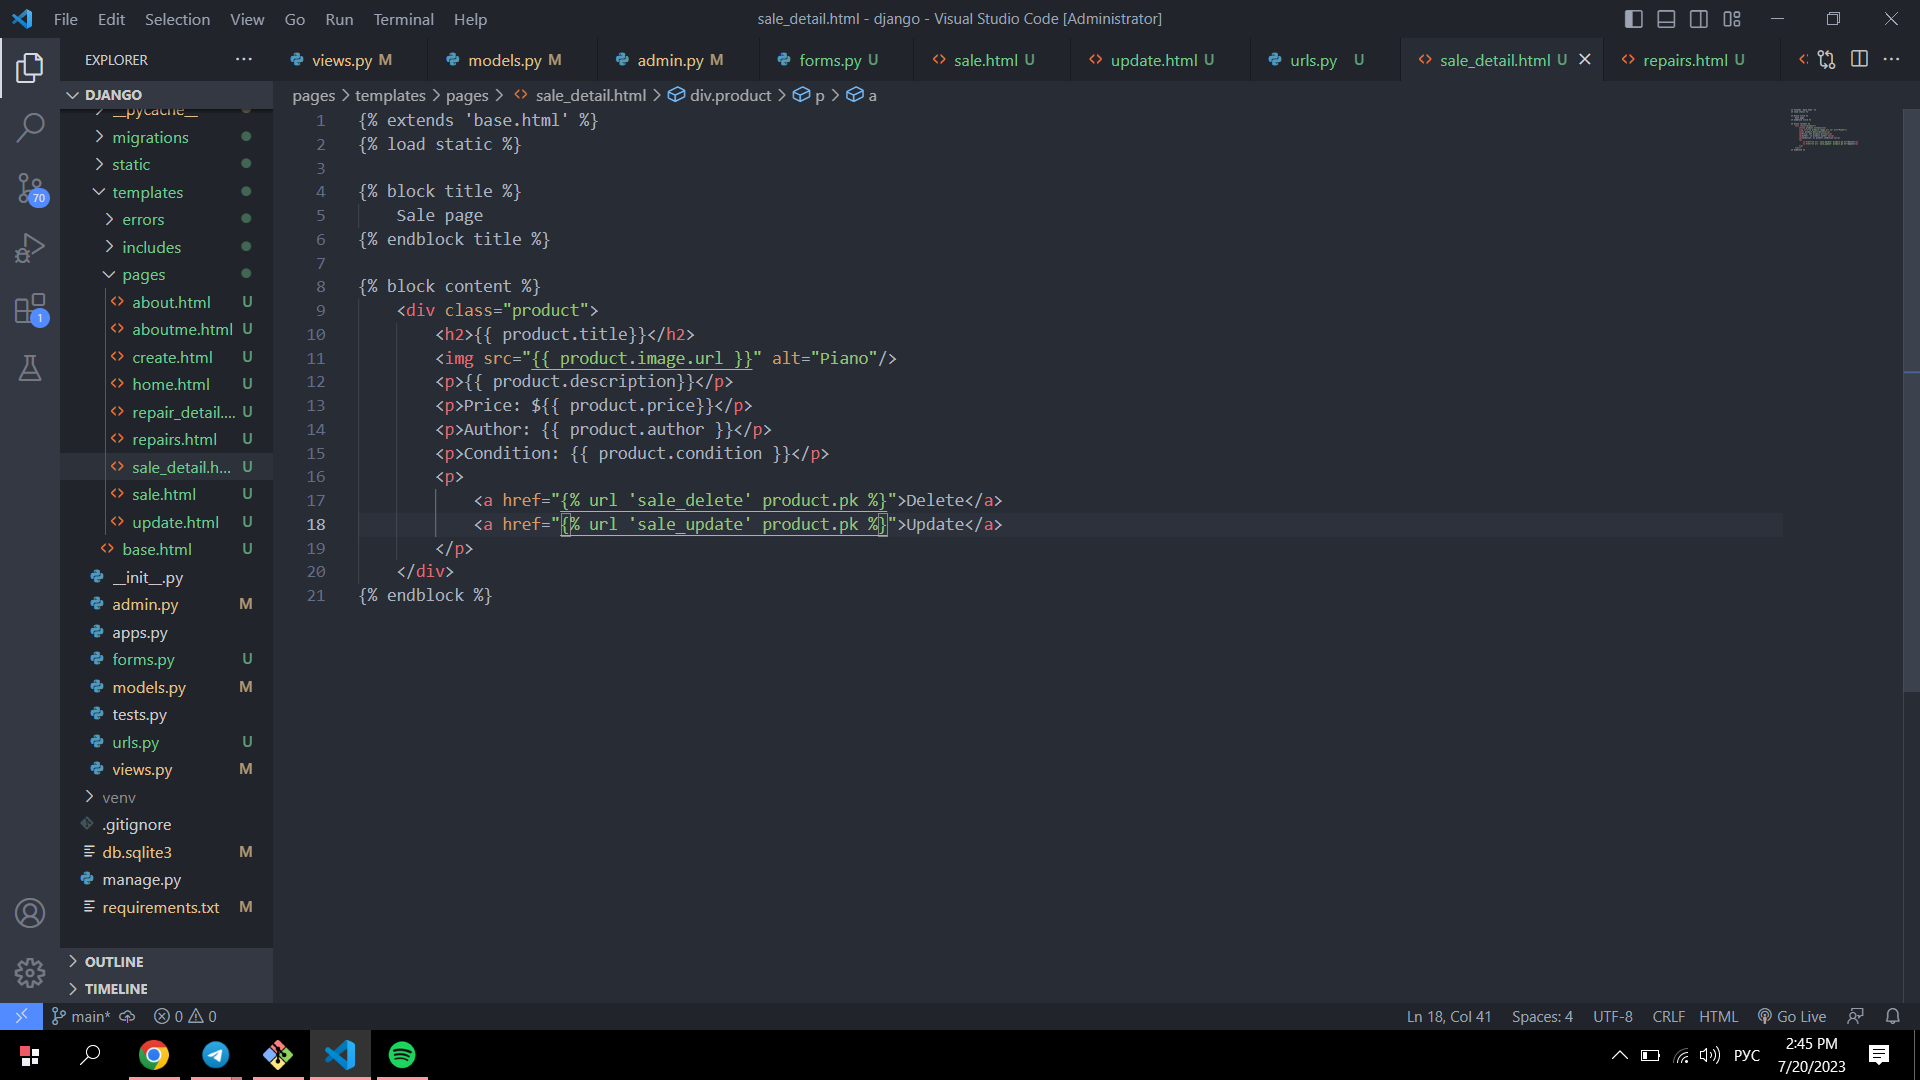 File Edit Selection View Go Run Terminal Help
sale_detail.html - django - Visual Studio Code [Administrator]
EXPLORER
views.py M
models.py M
admin.py M
forms.py U
sale.html U
update.html U
urls.py U
sale_detail.html U
repairs.html U
DJANGO
pages > templates > pages > sale_detail.html > div.product > p > a
__pycache__
migrations
static
templates
errors
includes
pages
about.html U
aboutme.html U
create.html U
home.html U
repair_detail.... U
repairs.html U
sale_detail.h... U
sale.html U
update.html U
base.html U
__init__.py
admin.py M
apps.py
forms.py U
models.py M
tests.py
urls.py U
views.py M
venv
.gitignore
db.sqlite3 M
manage.py
requirements.txt M
OUTLINE
TIMELINE
70
1
1 {% extends 'base.html' %}
2 {% load static %}
3
4 {% block title %}
5 Sale page
6 {% endblock title %}
7
8 {% block content %}
9 <div class="product">
10 <h2>{{ product.title}}</h2>
11 <img src="{{ product.image.url }}" alt="Piano"/>
12 <p>{{ product.description}}</p>
13 <p>Price: ${{ product.price}}</p>
14 <p>Author: {{ product.author }}</p>
15 <p>Condition: {{ product.condition }}</p>
16 <p>
17 <a href="{% url 'sale_delete' product.pk %}">Delete</a>
18 <a href="{% url 'sale_update' product.pk %}">Update</a>
19 </p>
20 </div>
21 {% endblock %}
main* 0 0
Ln 18, Col 41 Spaces: 4 UTF-8 CRLF HTML Go Live
РУС
2:45 PM
7/20/2023